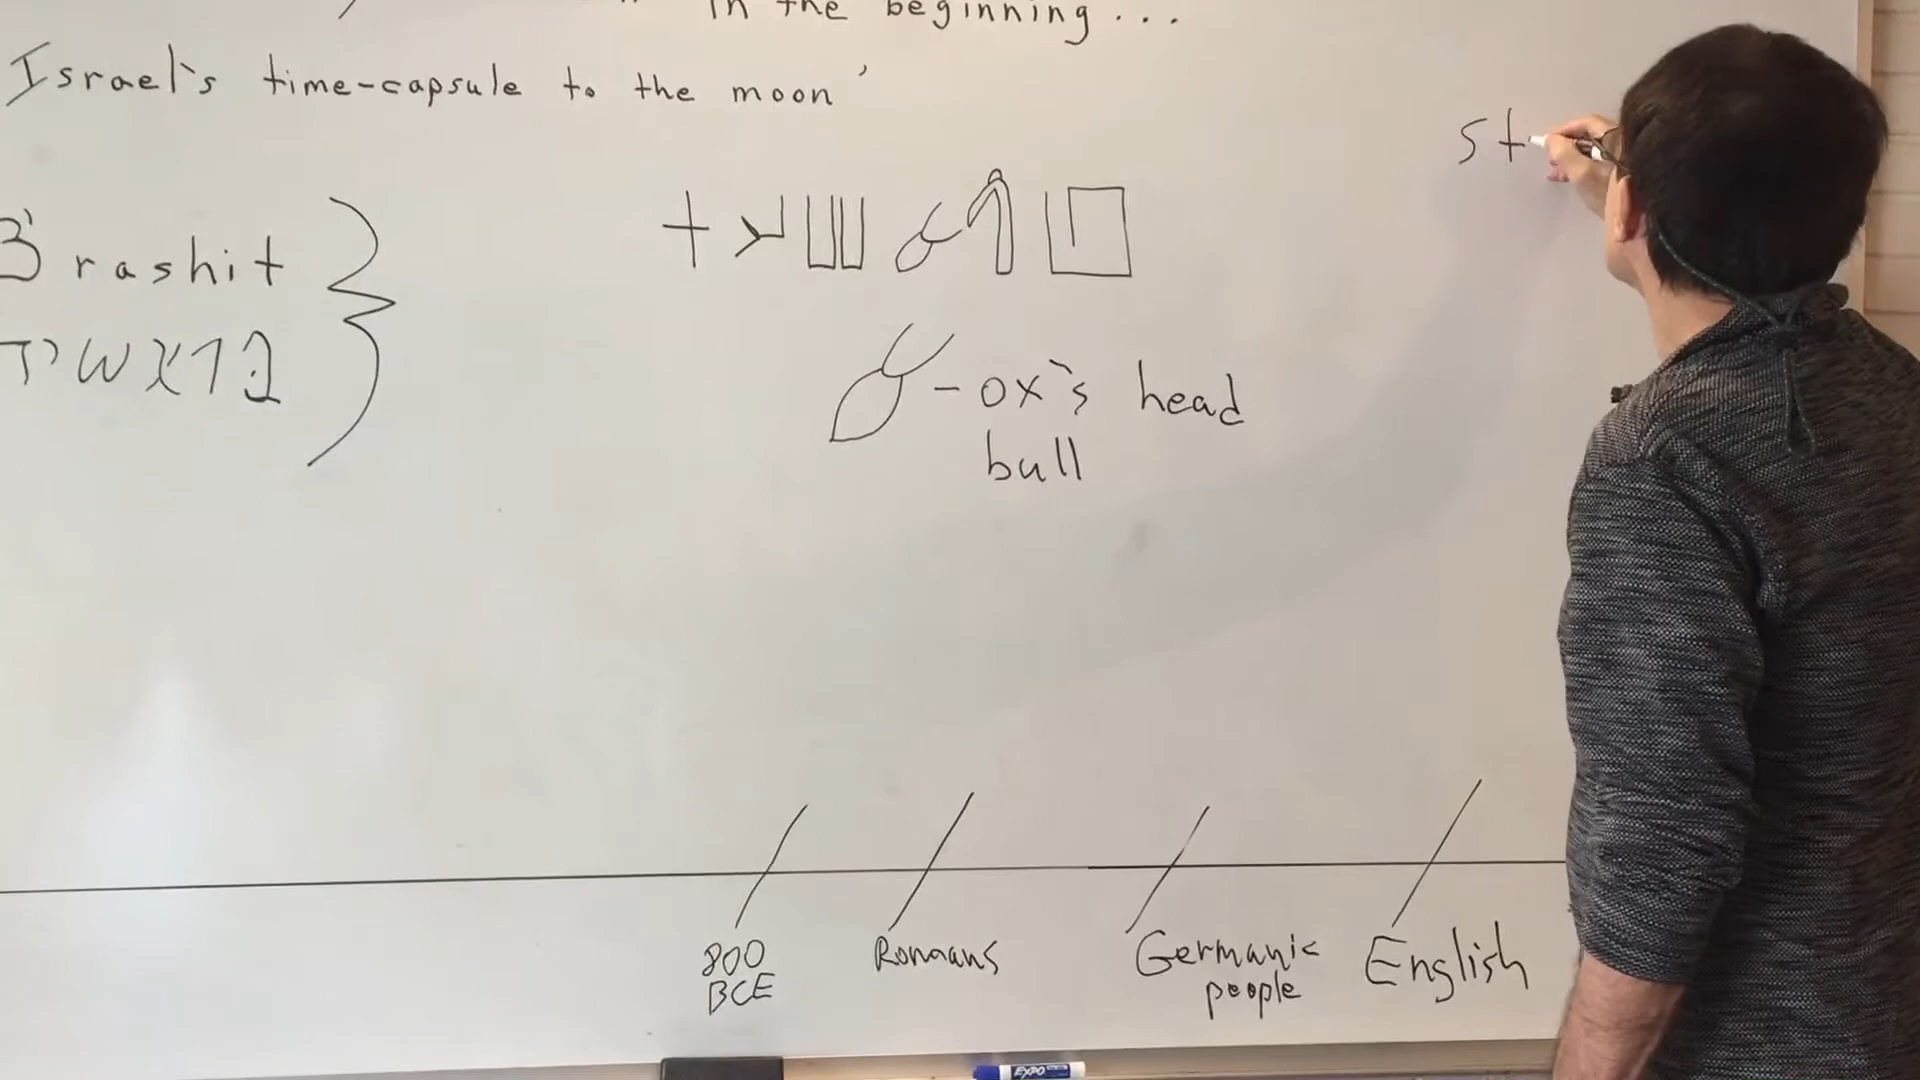 in the beginning...
Israel's time-capsule to the moon'
st
B'rashit
- ox's head
bull
800
BCE
Romans
Germanic
people
English
EXPO